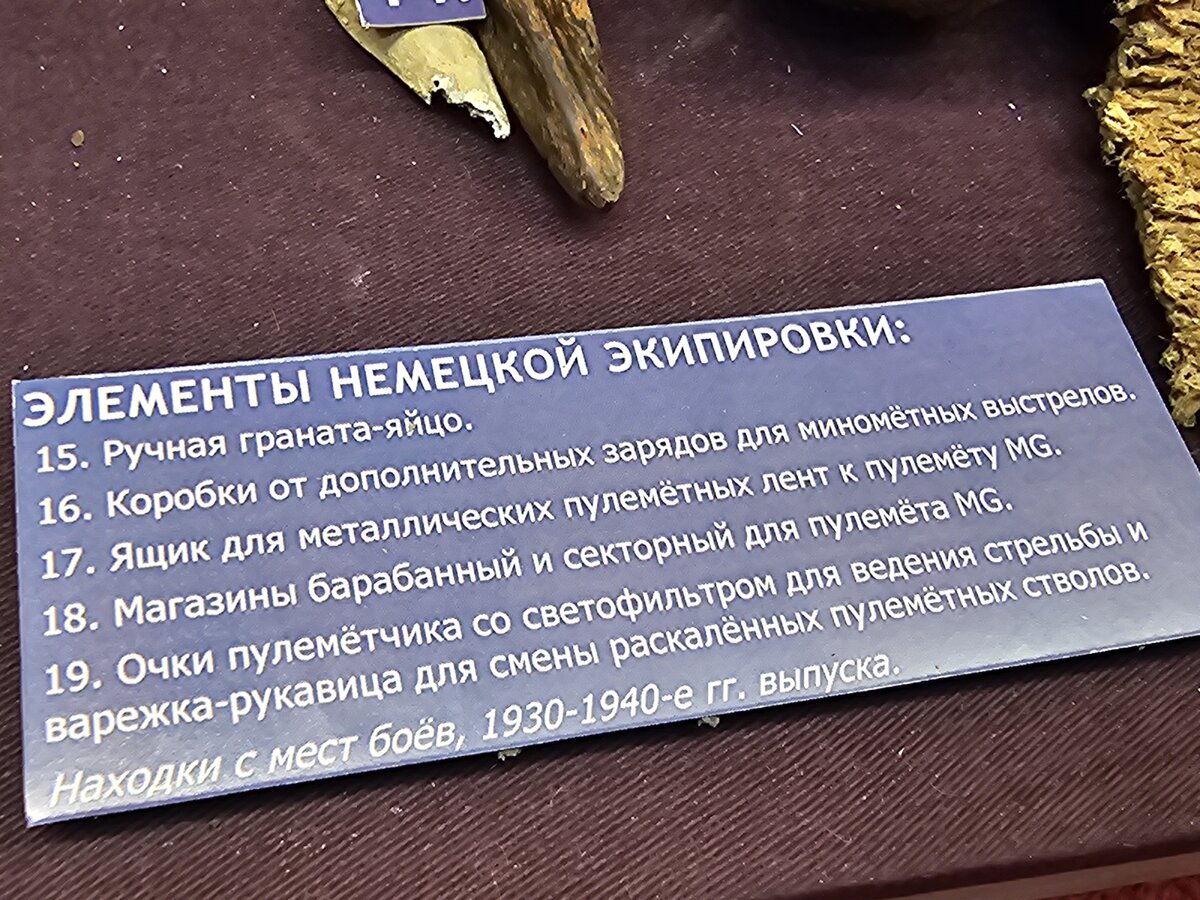 ЭЛЕМЕНТЫ НЕМЕЦКОЙ ЭКИПИРОВКИ:
15. Ручная граната-яйцо.
16. Коробки от дополнительных зарядов для миномётных выстрелов.
17. Ящик для металлических пулемётных лент к пулемёту MG.
18. Магазины барабанный и секторный для пулемёта MG.
19. Очки пулемётчика со светофильтром для ведения стрельбы и
варежка-рукавица для смены раскалённых пулемётных стволов.
Находки с мест боёв, 1930-1940-е гг. выпуска.